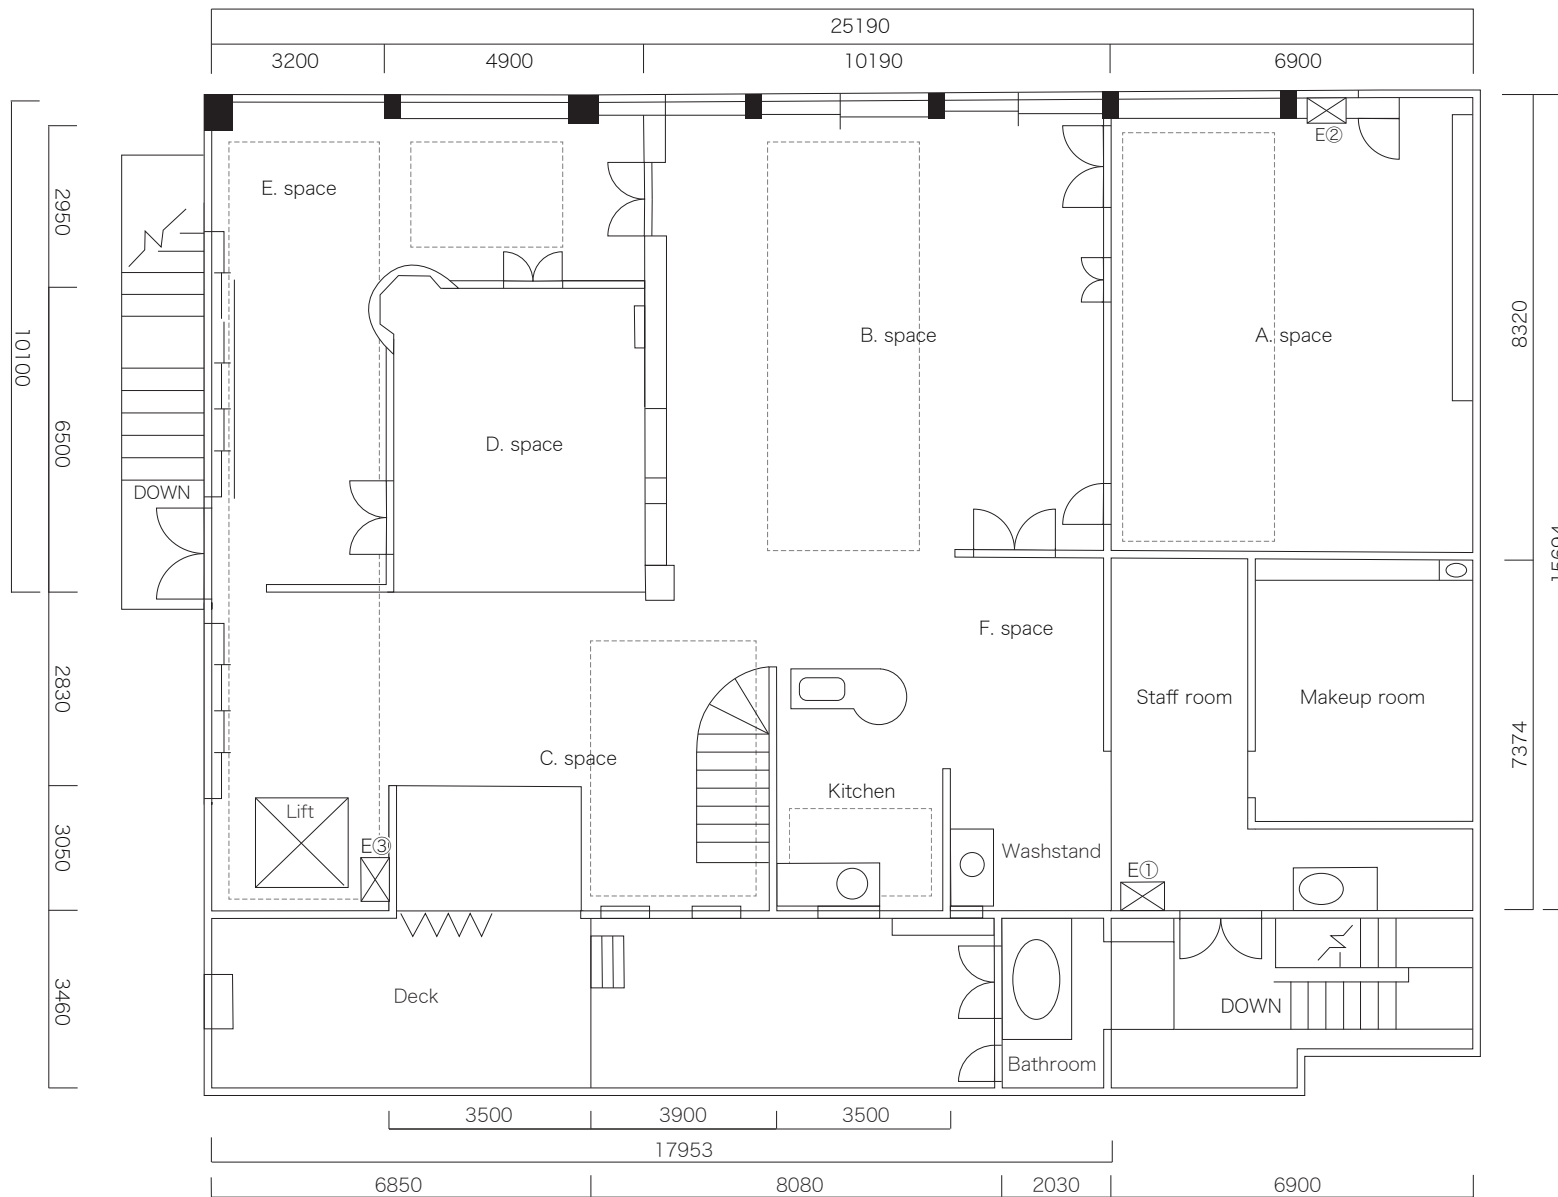 25190
3200
4900
10190
6900
E②
E. space
2950
10100
8320
B. space
A. space
D. space
6500
DOWN
F. space
2830
Staff room
Makeup room
7374
C. space
Kitchen
Lift
E③
3050
Washstand
E①
Deck
3460
DOWN
Bathroom
3500
3900
3500
17953
6850
8080
2030
6900